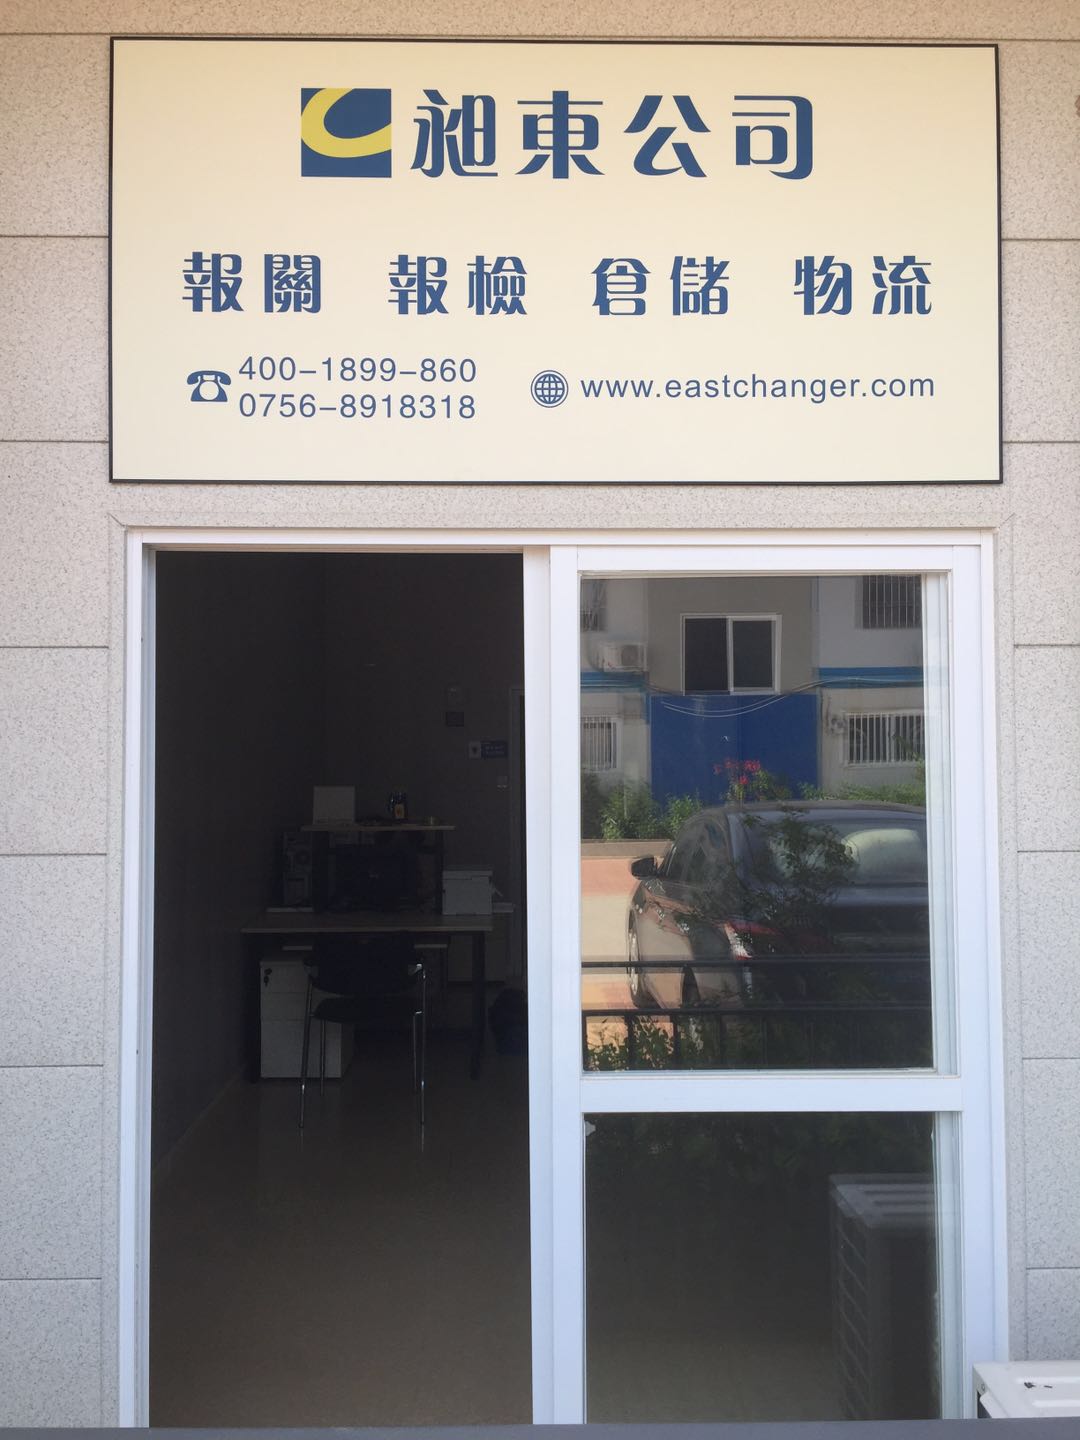 昶東公司
報關 報檢 倉儲 物流
400-1899-860
0756-8918318
www.eastchanger.com